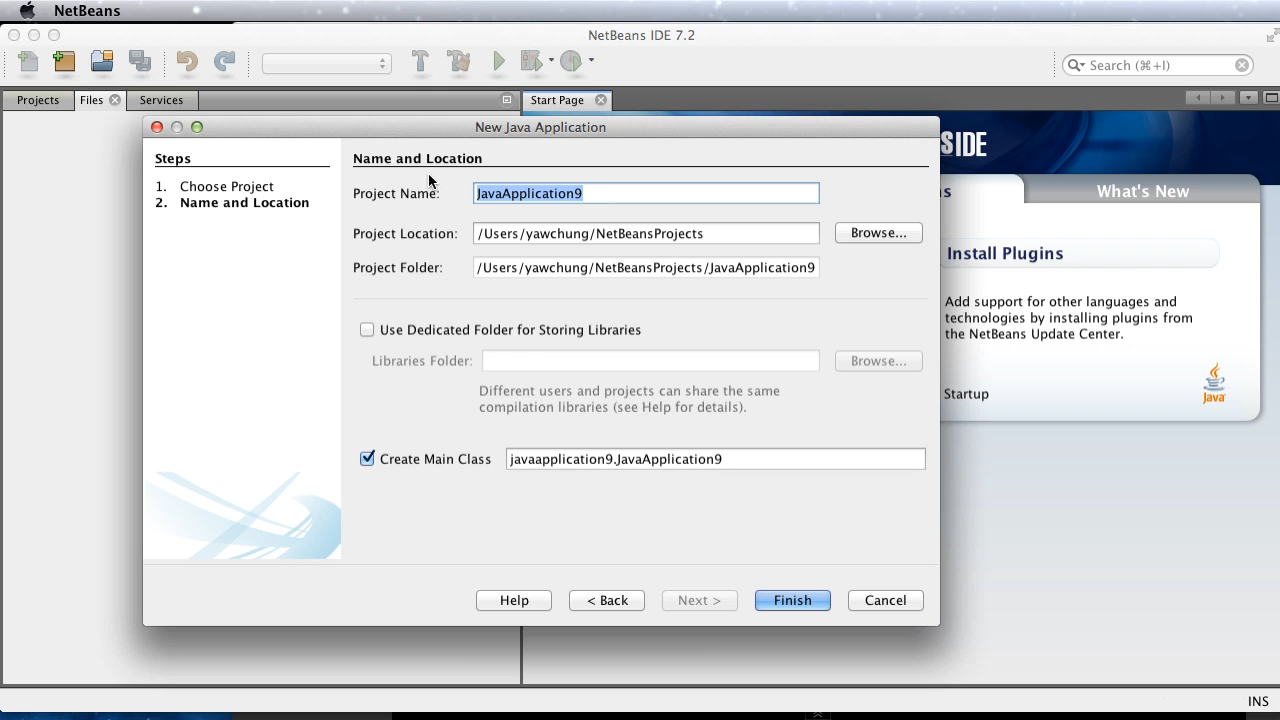 NetBeans
NetBeans IDE 7.2
Search (⌘+I)
Projects
Files
Services
Start Page
New Java Application
Steps
1. Choose Project
2. Name and Location
Name and Location
Project Name: JavaApplication9
Project Location: /Users/yawchung/NetBeansProjects
Browse...
Project Folder: /Users/yawchung/NetBeansProjects/JavaApplication9
Use Dedicated Folder for Storing Libraries
Libraries Folder:
Browse...
Different users and projects can share the same
compilation libraries (see Help for details).
Create Main Class javaapplication9.JavaApplication9
Help
< Back
Next >
Finish
Cancel
SIDE
s
What's New
Install Plugins
Add support for other languages and
technologies by installing plugins from
the NetBeans Update Center.
Startup
Java
INS